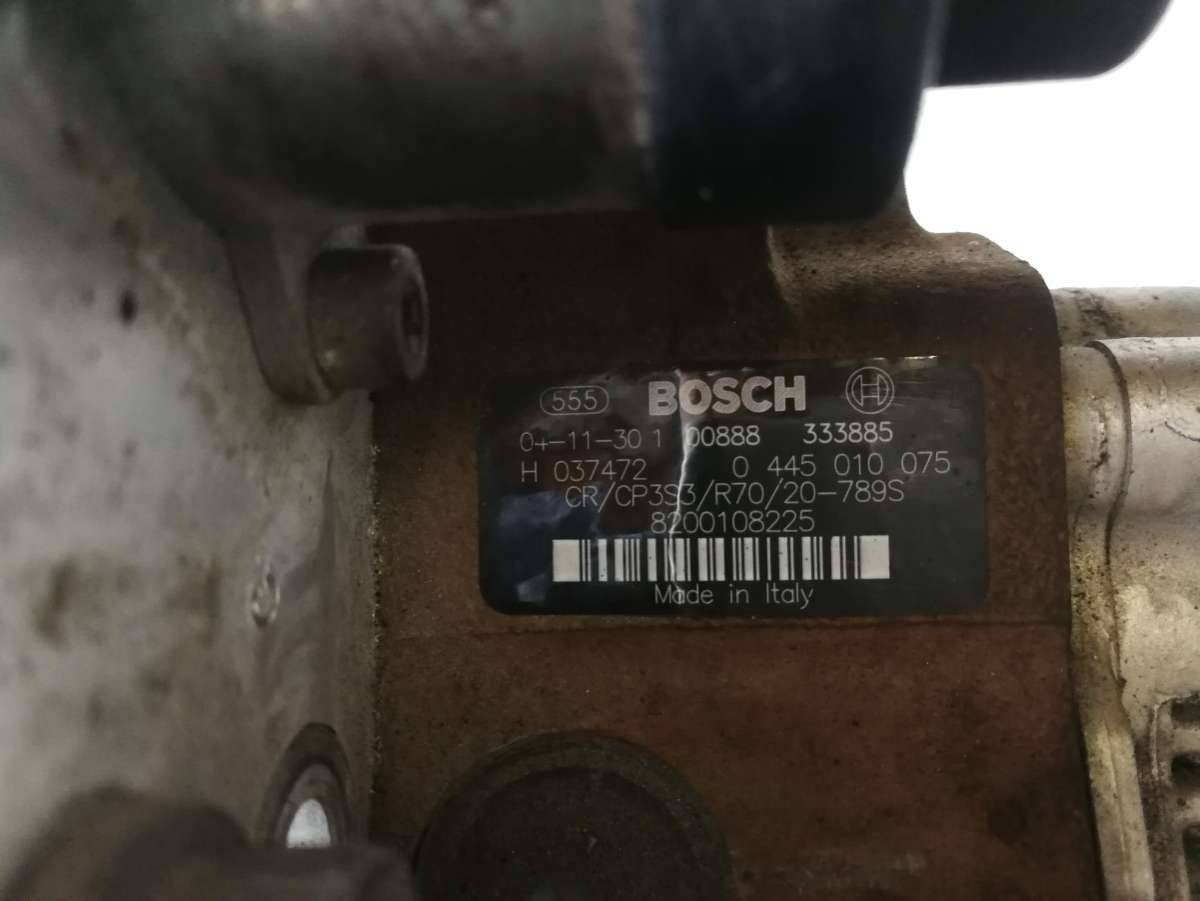 555 BOSCH H
04-11-30 1 00888 333885
H 037472 0 445 010 075
CR/CP3S3/R70/20-789S
8200108225
Made in Italy